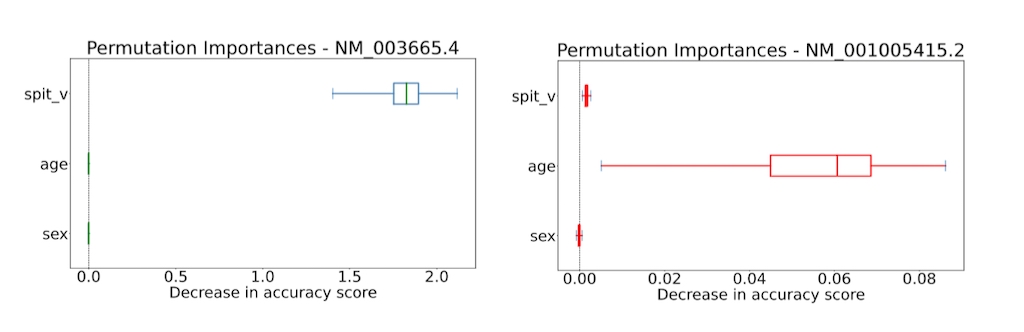 Permutation Importances - NM_003665.4
spit_v
age
sex
0.0 0.5 1.0 1.5 2.0
Decrease in accuracy score
Permutation Importances - NM_001005415.2
spit_v
age
sex
0.00 0.02 0.04 0.06 0.08
Decrease in accuracy score